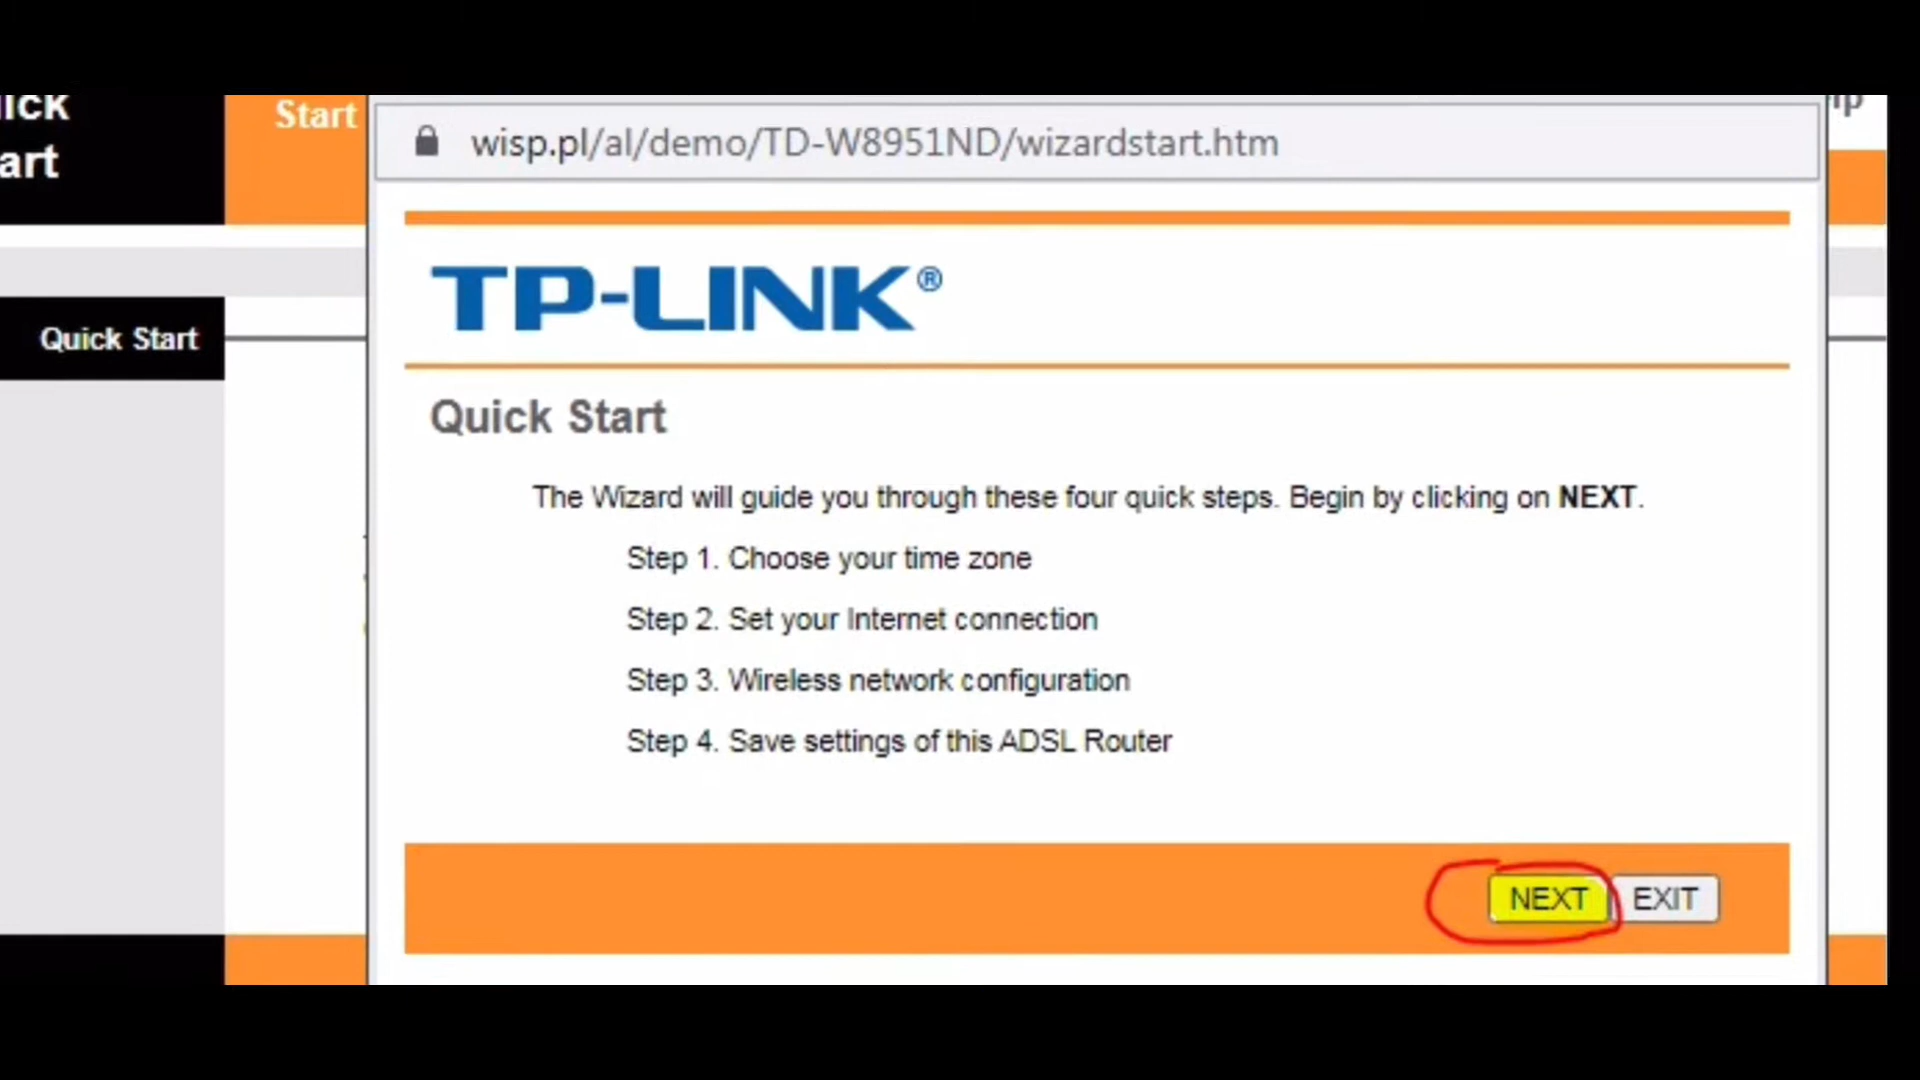 Start
wisp.pl/al/demo/TD-W8951ND/wizardstart.htm
TP-LINK®
Quick Start
Quick Start
The Wizard will guide you through these four quick steps. Begin by clicking on NEXT.
Step 1. Choose your time zone
Step 2. Set your Internet connection
Step 3. Wireless network configuration
Step 4. Save settings of this ADSL Router
NEXT EXIT